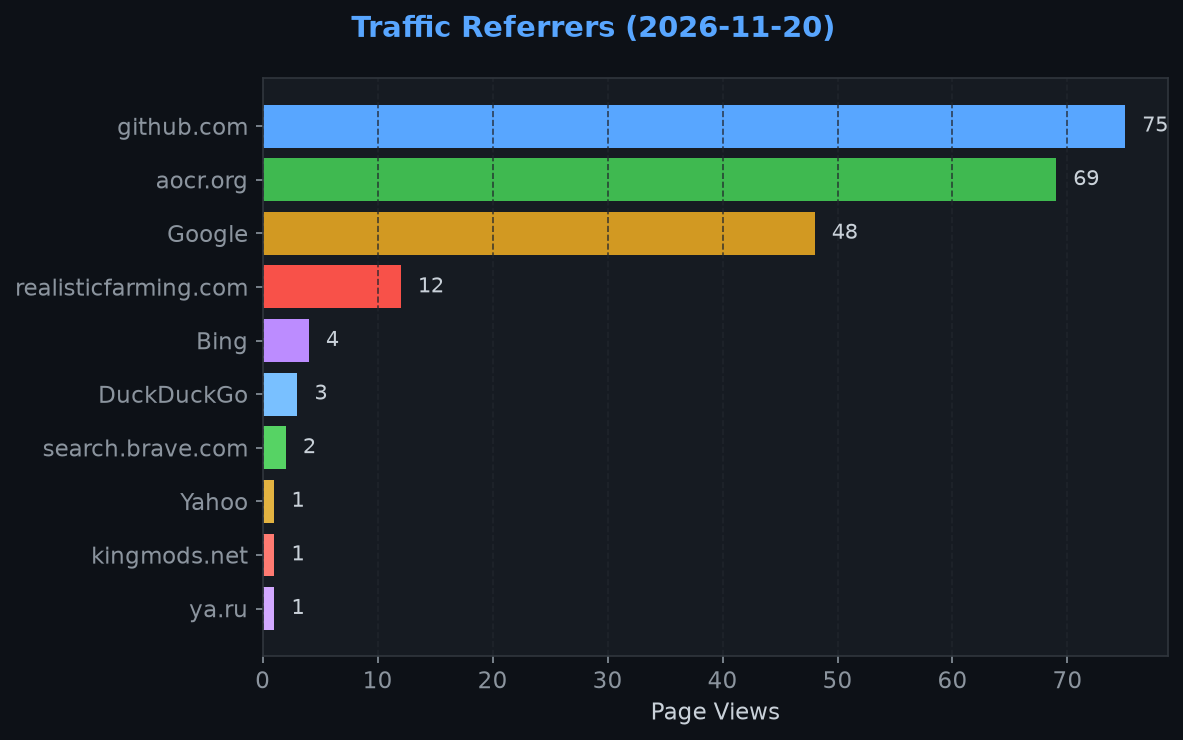 Traffic Referrers (2026-11-20)
github.com 75
aocr.org 69
Google 48
realisticfarming.com 12
Bing 4
DuckDuckGo 3
search.brave.com 2
Yahoo 1
kingmods.net 1
ya.ru 1
0 10 20 30 40 50 60 70
Page Views